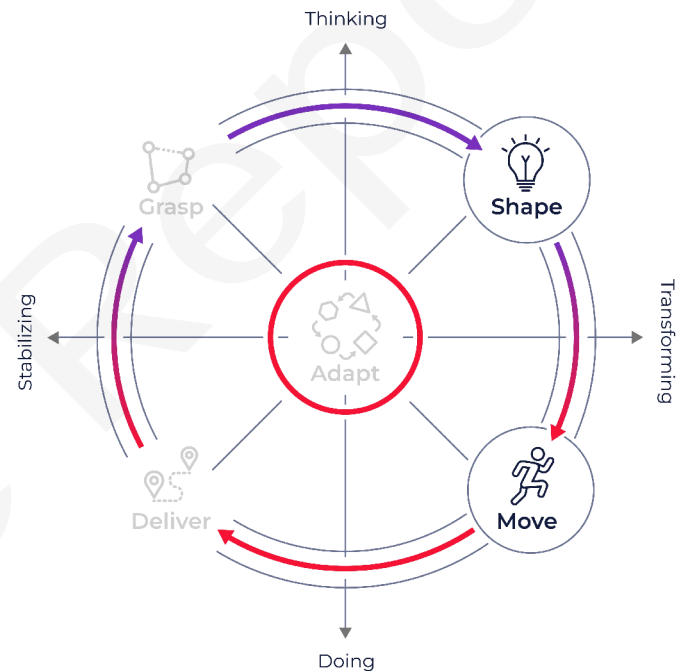 Thinking
Grasp
Shape
Stabilizing
Transforming
Adapt
Deliver
Move
Doing